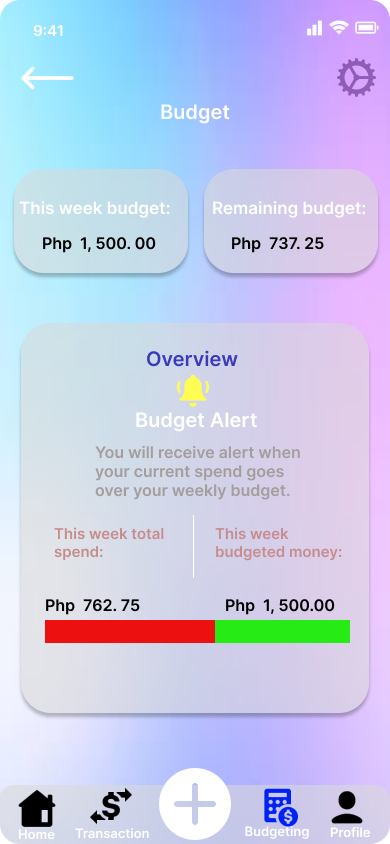 9:41
Budget
This week budget:
Php 1, 500. 00
Remaining budget:
Php 737. 25
Overview
Budget Alert
You will receive alert when
your current spend goes
over your weekly budget.
This week total
spend:
This week
budgeted money:
Php 762. 75
Php 1, 500.00
Home
Transaction
Budgeting
Profile